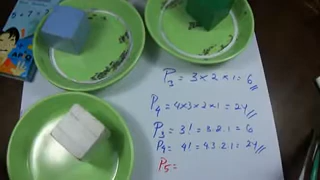 P3 = 3 x 2 x 1 = 6
P4 = 4 x 3 x 2 x 1 = 24
P3 = 3! = 3.2.1 = 6
P4 = 4! = 4.3.2.1 = 24
P5 =